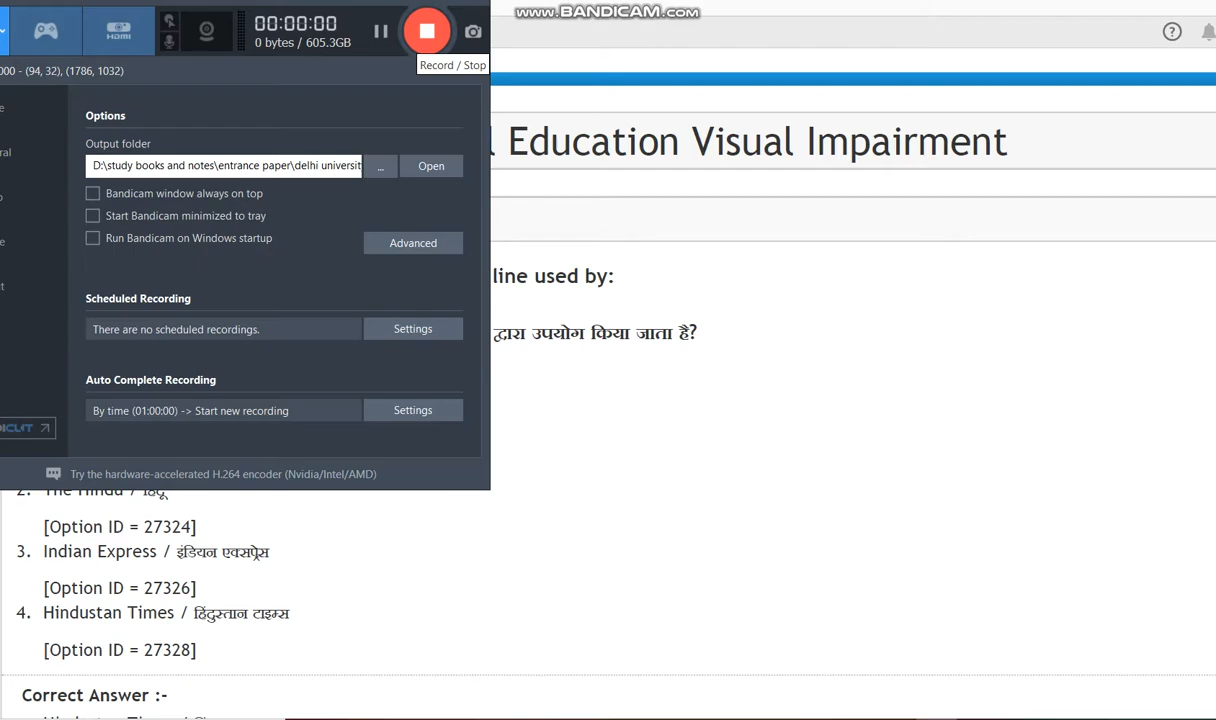 www.BANDICAM.com
HDMI
00:00:00
0 bytes / 605.3GB
Record / Stop
000 - (94, 32), (1786, 1032)
Options
Output folder
D:\study books and notes\entrance paper\delhi universit
...
Open
Bandicam window always on top
Start Bandicam minimized to tray
Run Bandicam on Windows startup
Advanced
Scheduled Recording
There are no scheduled recordings.
Settings
Auto Complete Recording
By time (01:00:00) -> Start new recording
Settings
Try the hardware-accelerated H.264 encoder (Nvidia/Intel/AMD)
l Education Visual Impairment
line used by:
द्वारा उपयोग किया जाता है?
2. The Hindu / हिंदू
[Option ID = 27324]
3. Indian Express / इंडियन एक्सप्रेस
[Option ID = 27326]
4. Hindustan Times / हिंदुस्तान टाइम्स
[Option ID = 27328]
Correct Answer :-